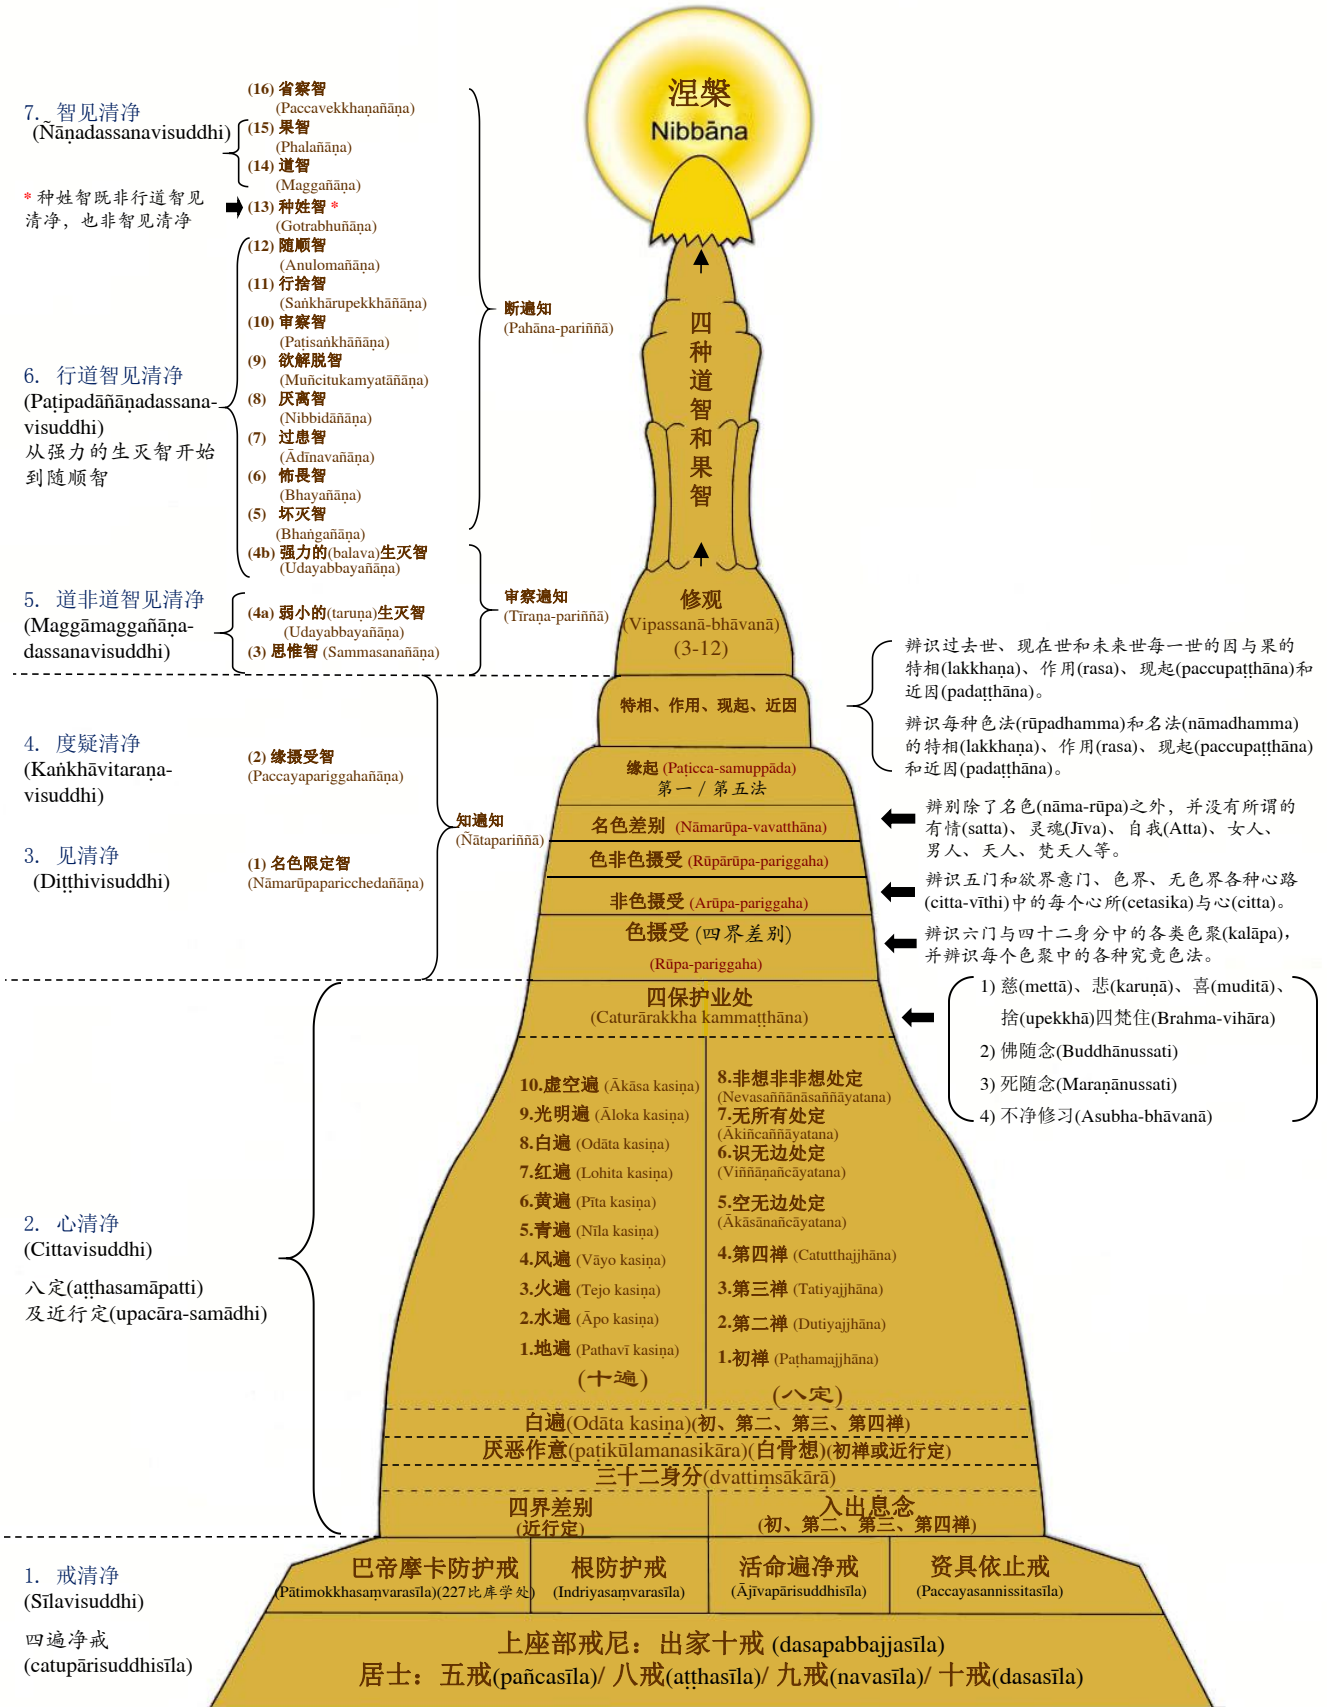 涅槃
Nibbāna
四种道智和果智
修观
(Vipassanā-bhāvanā)
(3-12)
特相、作用、现起、近因
缘起 (Paṭicca-samuppāda)
第一 / 第五法
名色差别 (Nāmarūpa-vavatthāna)
色非色摄受 (Rūpārūpa-pariggaha)
非色摄受 (Arūpa-pariggaha)
色摄受 (四界差别)
(Rūpa-pariggaha)
四保护业处
(Caturārakkha kammaṭṭhāna)
10.虚空遍 (Ākāsa kasiṇa)
9.光明遍 (Āloka kasiṇa)
8.白遍 (Odāta kasiṇa)
7.红遍 (Lohita kasiṇa)
6.黄遍 (Pīta kasiṇa)
5.青遍 (Nīla kasiṇa)
4.风遍 (Vāyo kasiṇa)
3.火遍 (Tejo kasiṇa)
2.水遍 (Āpo kasiṇa)
1.地遍 (Pathavī kasiṇa)
(十遍)
8.非想非非想处定
(Nevasaññānāsaññāyatana)
7.无所有处定
(Ākiñcaññāyatana)
6.识无边处定
(Viññāṇañcāyatana)
5.空无边处定
(Ākāsānañcāyatana)
4.第四禅 (Catutthajjhāna)
3.第三禅 (Tatiyajjhāna)
2.第二禅 (Dutiyajjhāna)
1.初禅 (Paṭhamajjhāna)
(八定)
白遍(Odāta kasiṇa)(初、第二、第三、第四禅)
厌恶作意(paṭikūlamanasikāra)(白骨想)(初禅或近行定)
三十二身分(dvattiṃsākārā)
四界差别
(近行定)
入出息念
(初、第二、第三、第四禅)
巴帝摩卡防护戒
(Pātimokkhasaṃvarasīla)(227比库学处)
根防护戒
(Indriyasaṃvarasīla)
活命遍净戒
(Ājīvapārisuddhisīla)
资具依止戒
(Paccayasannissitasīla)
上座部戒尼：出家十戒 (dasapabbajjasīla)
居士：五戒(pañcasīla)/ 八戒(aṭṭhasīla)/ 九戒(navasīla)/ 十戒(dasasīla)
7. 智见清净
(Ñāṇadassanavisuddhi)
* 种姓智既非行道智见
清净，也非智见清净
6. 行道智见清净
(Paṭipadāñāṇadassana-
visuddhi)
从强力的生灭智开始
到随顺智
5. 道非道智见清净
(Maggāmaggañāṇa-
dassanavisuddhi)
4. 度疑清净
(Kaṅkhāvitaraṇa-
visuddhi)
3. 见清净
(Diṭṭhivisuddhi)
2. 心清净
(Cittavisuddhi)
八定(aṭṭhasamāpatti)
及近行定(upacāra-samādhi)
1. 戒清净
(Sīlavisuddhi)
四遍净戒
(catupārisuddhisīla)
(16) 省察智
(Paccavekkhaṇañāṇa)
(15) 果智
(Phalañāṇa)
(14) 道智
(Maggañāṇa)
(13) 种姓智 *
(Gotrabhuñāṇa)
(12) 随顺智
(Anulomañāṇa)
(11) 行捨智
(Saṅkhārupekkhāñāṇa)
(10) 审察智
(Paṭisaṅkhāñāṇa)
(9) 欲解脱智
(Muñcitukamyatāñāṇa)
(8) 厌离智
(Nibbidāñāṇa)
(7) 过患智
(Ādīnavañāṇa)
(6) 怖畏智
(Bhayañāṇa)
(5) 坏灭智
(Bhaṅgañāṇa)
(4b) 强力的(balava)生灭智
(Udayabbayañāṇa)
(4a) 弱小的(taruṇa)生灭智
(Udayabbayañāṇa)
(3) 思惟智 (Sammasanañāṇa)
(2) 缘摄受智
(Paccayapariggahañāṇa)
(1) 名色限定智
(Nāmarūpaparicchedañāṇa)
断遍知
(Pahāna-pariññā)
审察遍知
(Tīraṇa-pariññā)
知遍知
(Ñātapariññā)
辨识过去世、现在世和未来世每一世的因与果的
特相(lakkhaṇa)、作用(rasa)、现起(paccupaṭṭhāna)和
近因(padaṭṭhāna)。
辨识每种色法(rūpadhamma)和名法(nāmadhamma)
的特相(lakkhaṇa)、作用(rasa)、现起(paccupaṭṭhāna)
和近因(padaṭṭhāna)。
辨别除了名色(nāma-rūpa)之外，并没有所谓的
有情(satta)、灵魂(Jīva)、自我(Atta)、女人、
男人、天人、梵天人等。
辨识五门和欲界意门、色界、无色界各种心路
(citta-vīthi)中的每个心所(cetasika)与心(citta)。
辨识六门与四十二身分中的各类色聚(kalāpa)，
并辨识每个色聚中的各种究竟色法。
1) 慈(mettā)、悲(karuṇā)、喜(muditā)、
捨(upekkhā)四梵住(Brahma-vihāra)
2) 佛随念(Buddhānussati)
3) 死随念(Maraṇānussati)
4) 不净修习(Asubha-bhāvanā)